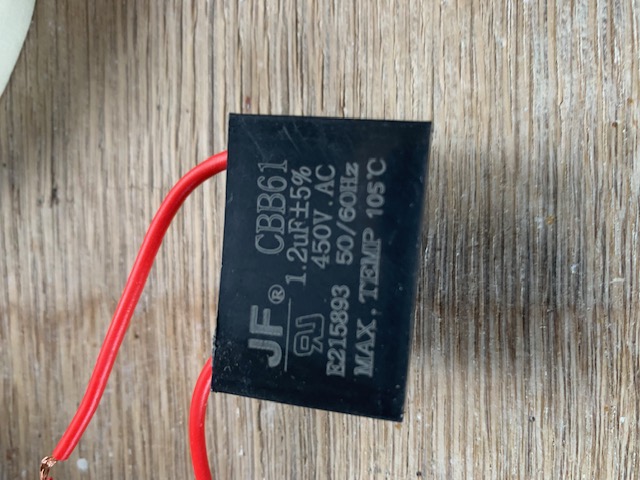 JF® CBB61
1.2uF±5%
450V.AC
E215893 50/60Hz
MAX.TEMP 105℃